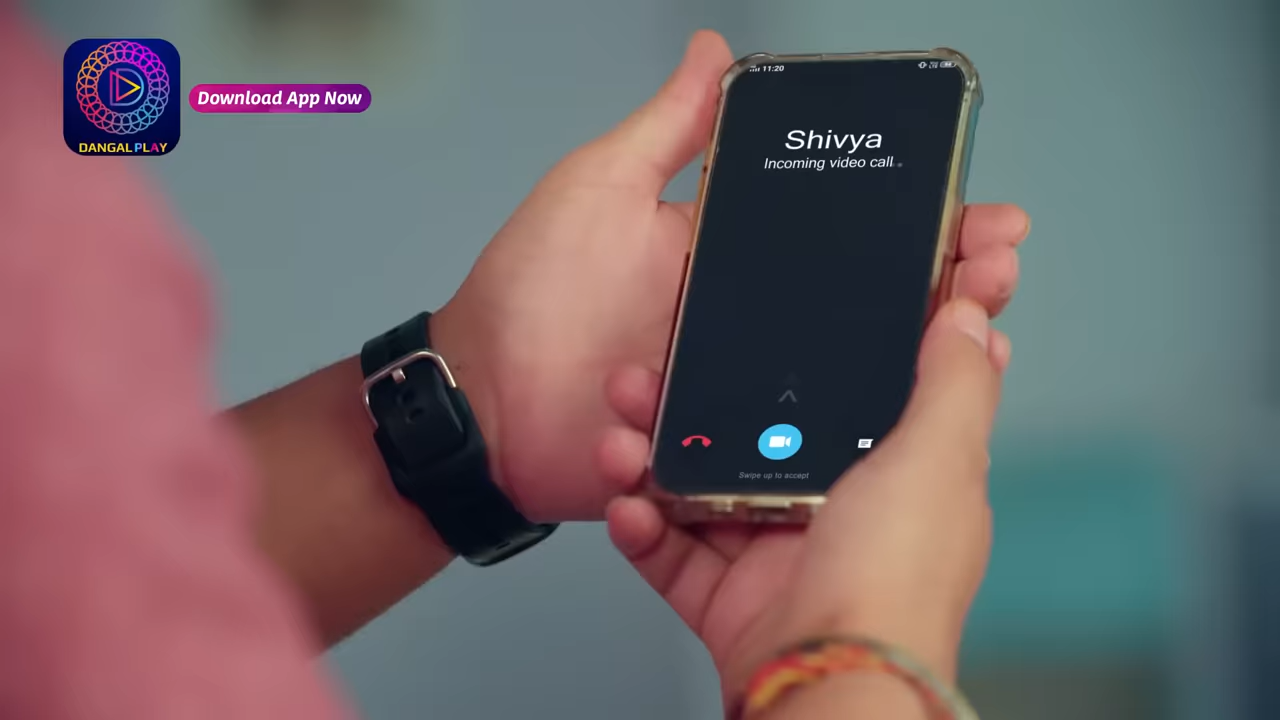 DANGAL PLAY
Download App Now
11:20
Shivya
Incoming video call..
Swipe up to accept